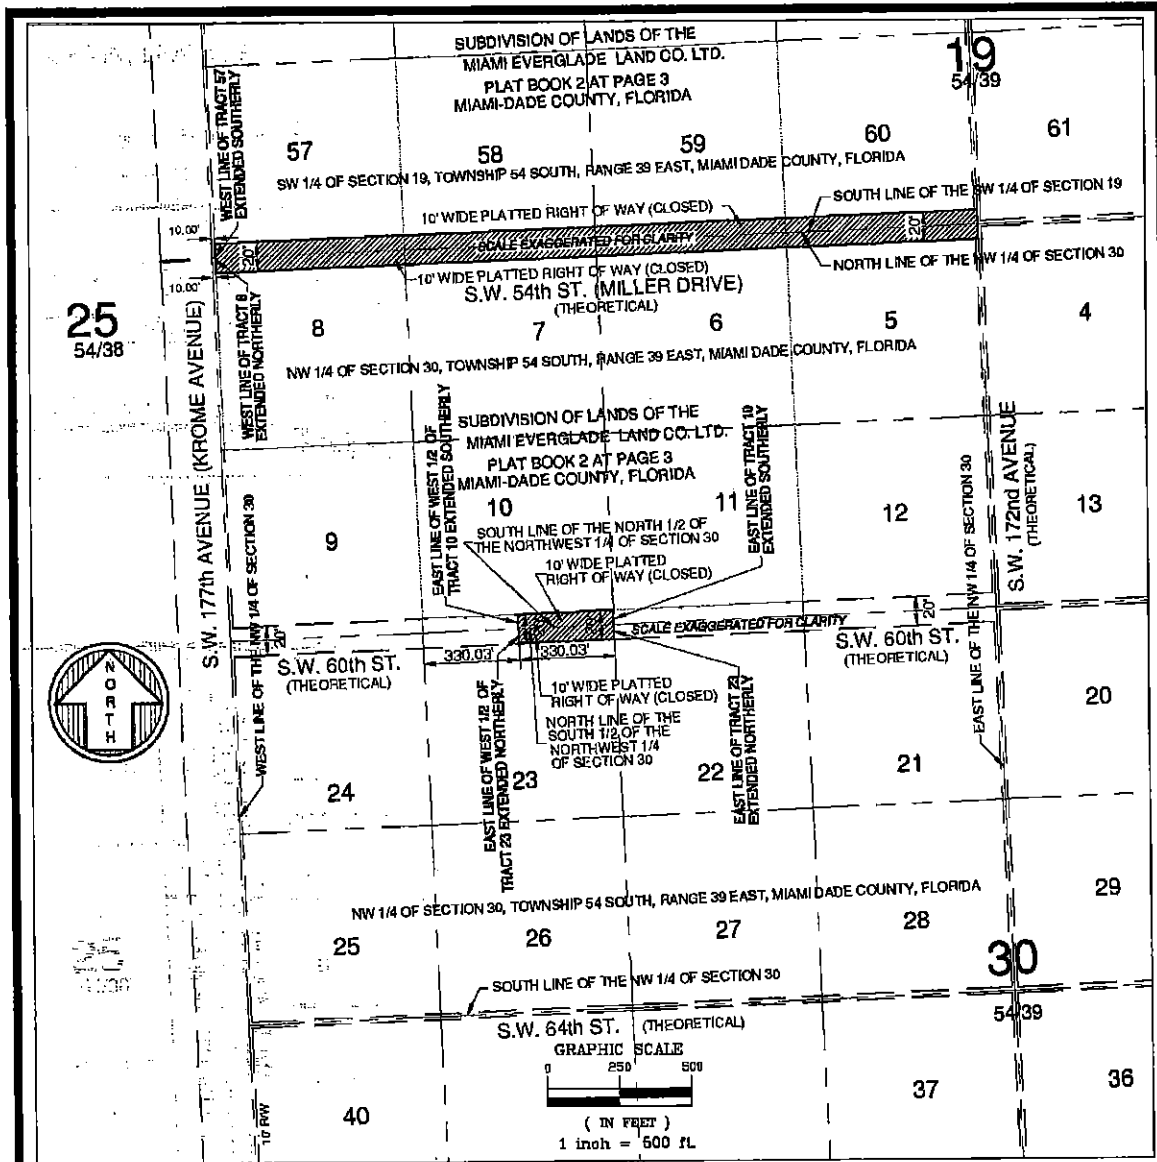 SUBDIVISION OF LANDS OF THE
MIAMI EVERGLADE LAND CO. LTD.
PLAT BOOK 2 AT PAGE 3
MIAMI-DADE COUNTY, FLORIDA
19
54/39
WEST LINE OF TRACT 57
EXTENDED SOUTHERLY
57
58
59
60
61
SW 1/4 OF SECTION 19, TOWNSHIP 54 SOUTH, RANGE 39 EAST, MIAMI DADE COUNTY, FLORIDA
10' WIDE PLATTED RIGHT OF WAY (CLOSED)
SOUTH LINE OF THE SW 1/4 OF SECTION 19
10.00'
20'
SCALE EXAGGERATED FOR CLARITY
20'
10.00'
10' WIDE PLATTED RIGHT OF WAY (CLOSED)
NORTH LINE OF THE NW 1/4 OF SECTION 30
S.W. 54th ST. (MILLER DRIVE)
(THEORETICAL)
25
54/38
WEST LINE OF TRACT 8
EXTENDED NORTHERLY
8
7
6
5
4
NW 1/4 OF SECTION 30, TOWNSHIP 54 SOUTH, RANGE 39 EAST, MIAMI DADE COUNTY, FLORIDA
S.W. 177th AVENUE (KROME AVENUE)
SUBDIVISION OF LANDS OF THE
MIAMI EVERGLADE LAND CO. LTD.
PLAT BOOK 2 AT PAGE 3
MIAMI-DADE COUNTY, FLORIDA
EAST LINE OF WEST 1/2 OF
TRACT 10 EXTENDED SOUTHERLY
EAST LINE OF TRACT 10
EXTENDED SOUTHERLY
S.W. 172nd AVENUE
(THEORETICAL)
9
10
11
12
13
SOUTH LINE OF THE NORTH 1/2 OF
THE NORTHWEST 1/4 OF SECTION 30
10' WIDE PLATTED
RIGHT OF WAY (CLOSED)
WEST LINE OF THE NW 1/4 OF SECTION 30
EAST LINE OF THE NW 1/4 OF SECTION 30
20'
SCALE EXAGGERATED FOR CLARITY
20'
S.W. 60th ST.
(THEORETICAL)
330.03'
330.03'
S.W. 60th ST.
(THEORETICAL)
NORTH
10' WIDE PLATTED
RIGHT OF WAY (CLOSED)
NORTH LINE OF THE
SOUTH 1/2 OF THE
NORTHWEST 1/4
OF SECTION 30
EAST LINE OF WEST 1/2 OF
TRACT 23 EXTENDED NORTHERLY
EAST LINE OF TRACT 23
EXTENDED NORTHERLY
24
23
22
21
20
NW 1/4 OF SECTION 30, TOWNSHIP 54 SOUTH, RANGE 39 EAST, MIAMI DADE COUNTY, FLORIDA
25
26
27
28
29
30
54/39
SOUTH LINE OF THE NW 1/4 OF SECTION 30
S.W. 64th ST. (THEORETICAL)
GRAPHIC SCALE
0 250 500
( IN FEET )
1 inch = 500 ft.
10' R/W
40
37
36